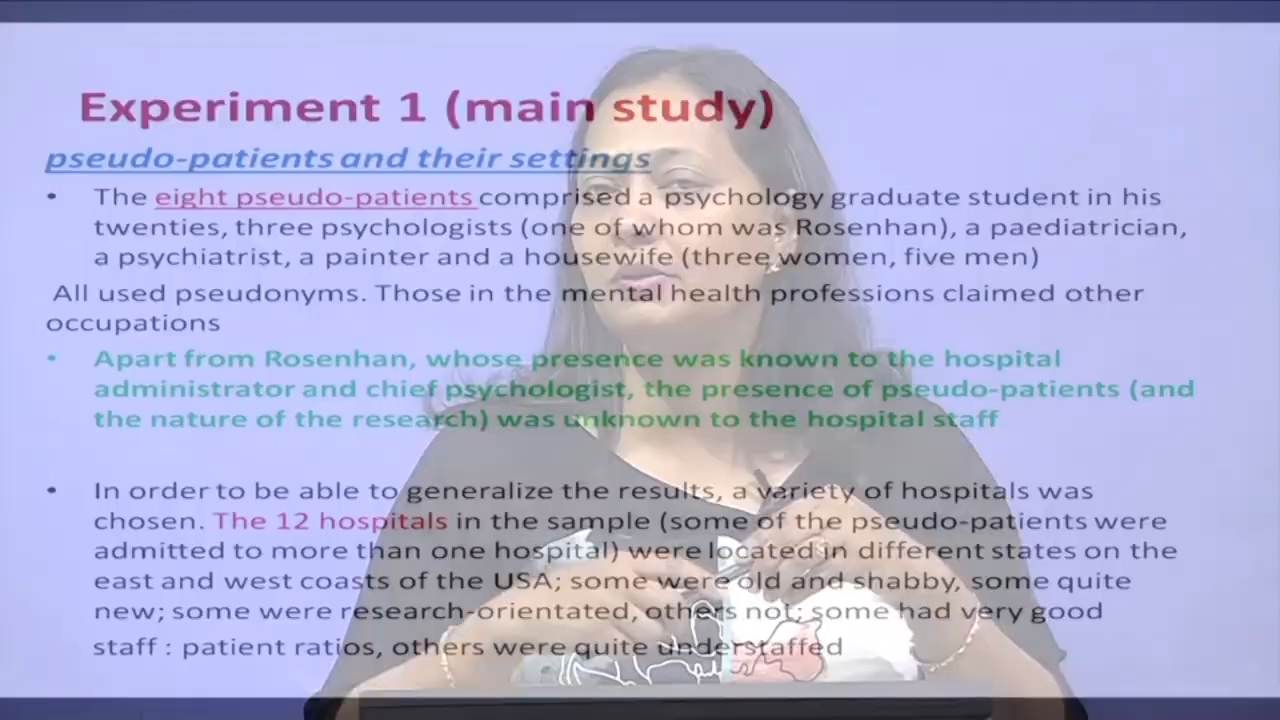 Experiment 1 (main study)
pseudo-patients and their settings
• The eight pseudo-patients comprised a psychology graduate student in his
twenties, three psychologists (one of whom was Rosenhan), a paediatrician,
a psychiatrist, a painter and a housewife (three women, five men)
All used pseudonyms. Those in the mental health professions claimed other
occupations
• Apart from Rosenhan, whose presence was known to the hospital
administrator and chief psychologist, the presence of pseudo-patients (and
the nature of the research) was unknown to the hospital staff
• In order to be able to generalize the results, a variety of hospitals was
chosen. The 12 hospitals in the sample (some of the pseudo-patients were
admitted to more than one hospital) were located in different states on the
east and west coasts of the USA; some were old and shabby, some quite
new; some were research-orientated, others not; some had very good
staff : patient ratios, others were quite understaffed